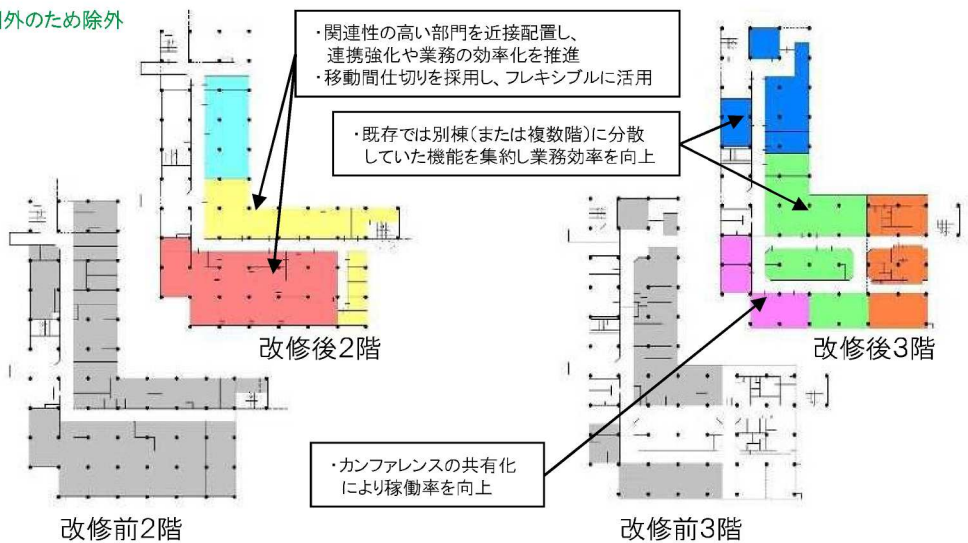 外のため除外
・関連性の高い部門を近接配置し、
連携強化や業務の効率化を推進
・移動間仕切りを採用し、フレキシブルに活用
・既存では別棟(または複数階)に分散
していた機能を集約し業務効率を向上
改修後2階
改修後3階
・カンファレンスの共有化
により稼働率を向上
改修前2階
改修前3階